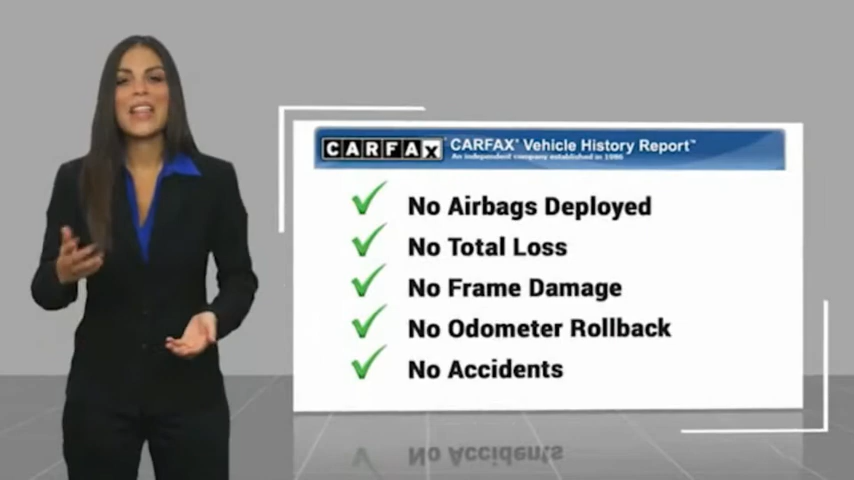 CARFAX CARFAX® Vehicle History Report™
An independent company established in 1986
No Airbags Deployed
No Total Loss
No Frame Damage
No Odometer Rollback
No Accidents
No Accidents